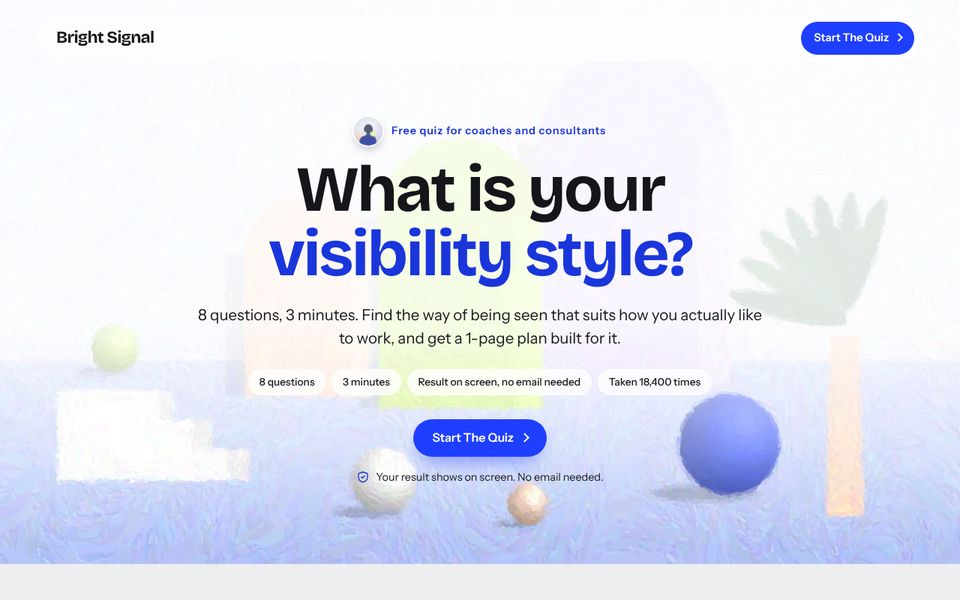 Bright Signal
Start The Quiz
Free quiz for coaches and consultants
What is your
visibility style?
8 questions, 3 minutes. Find the way of being seen that suits how you actually like
to work, and get a 1-page plan built for it.
8 questions
3 minutes
Result on screen, no email needed
Taken 18,400 times
Start The Quiz
Your result shows on screen. No email needed.